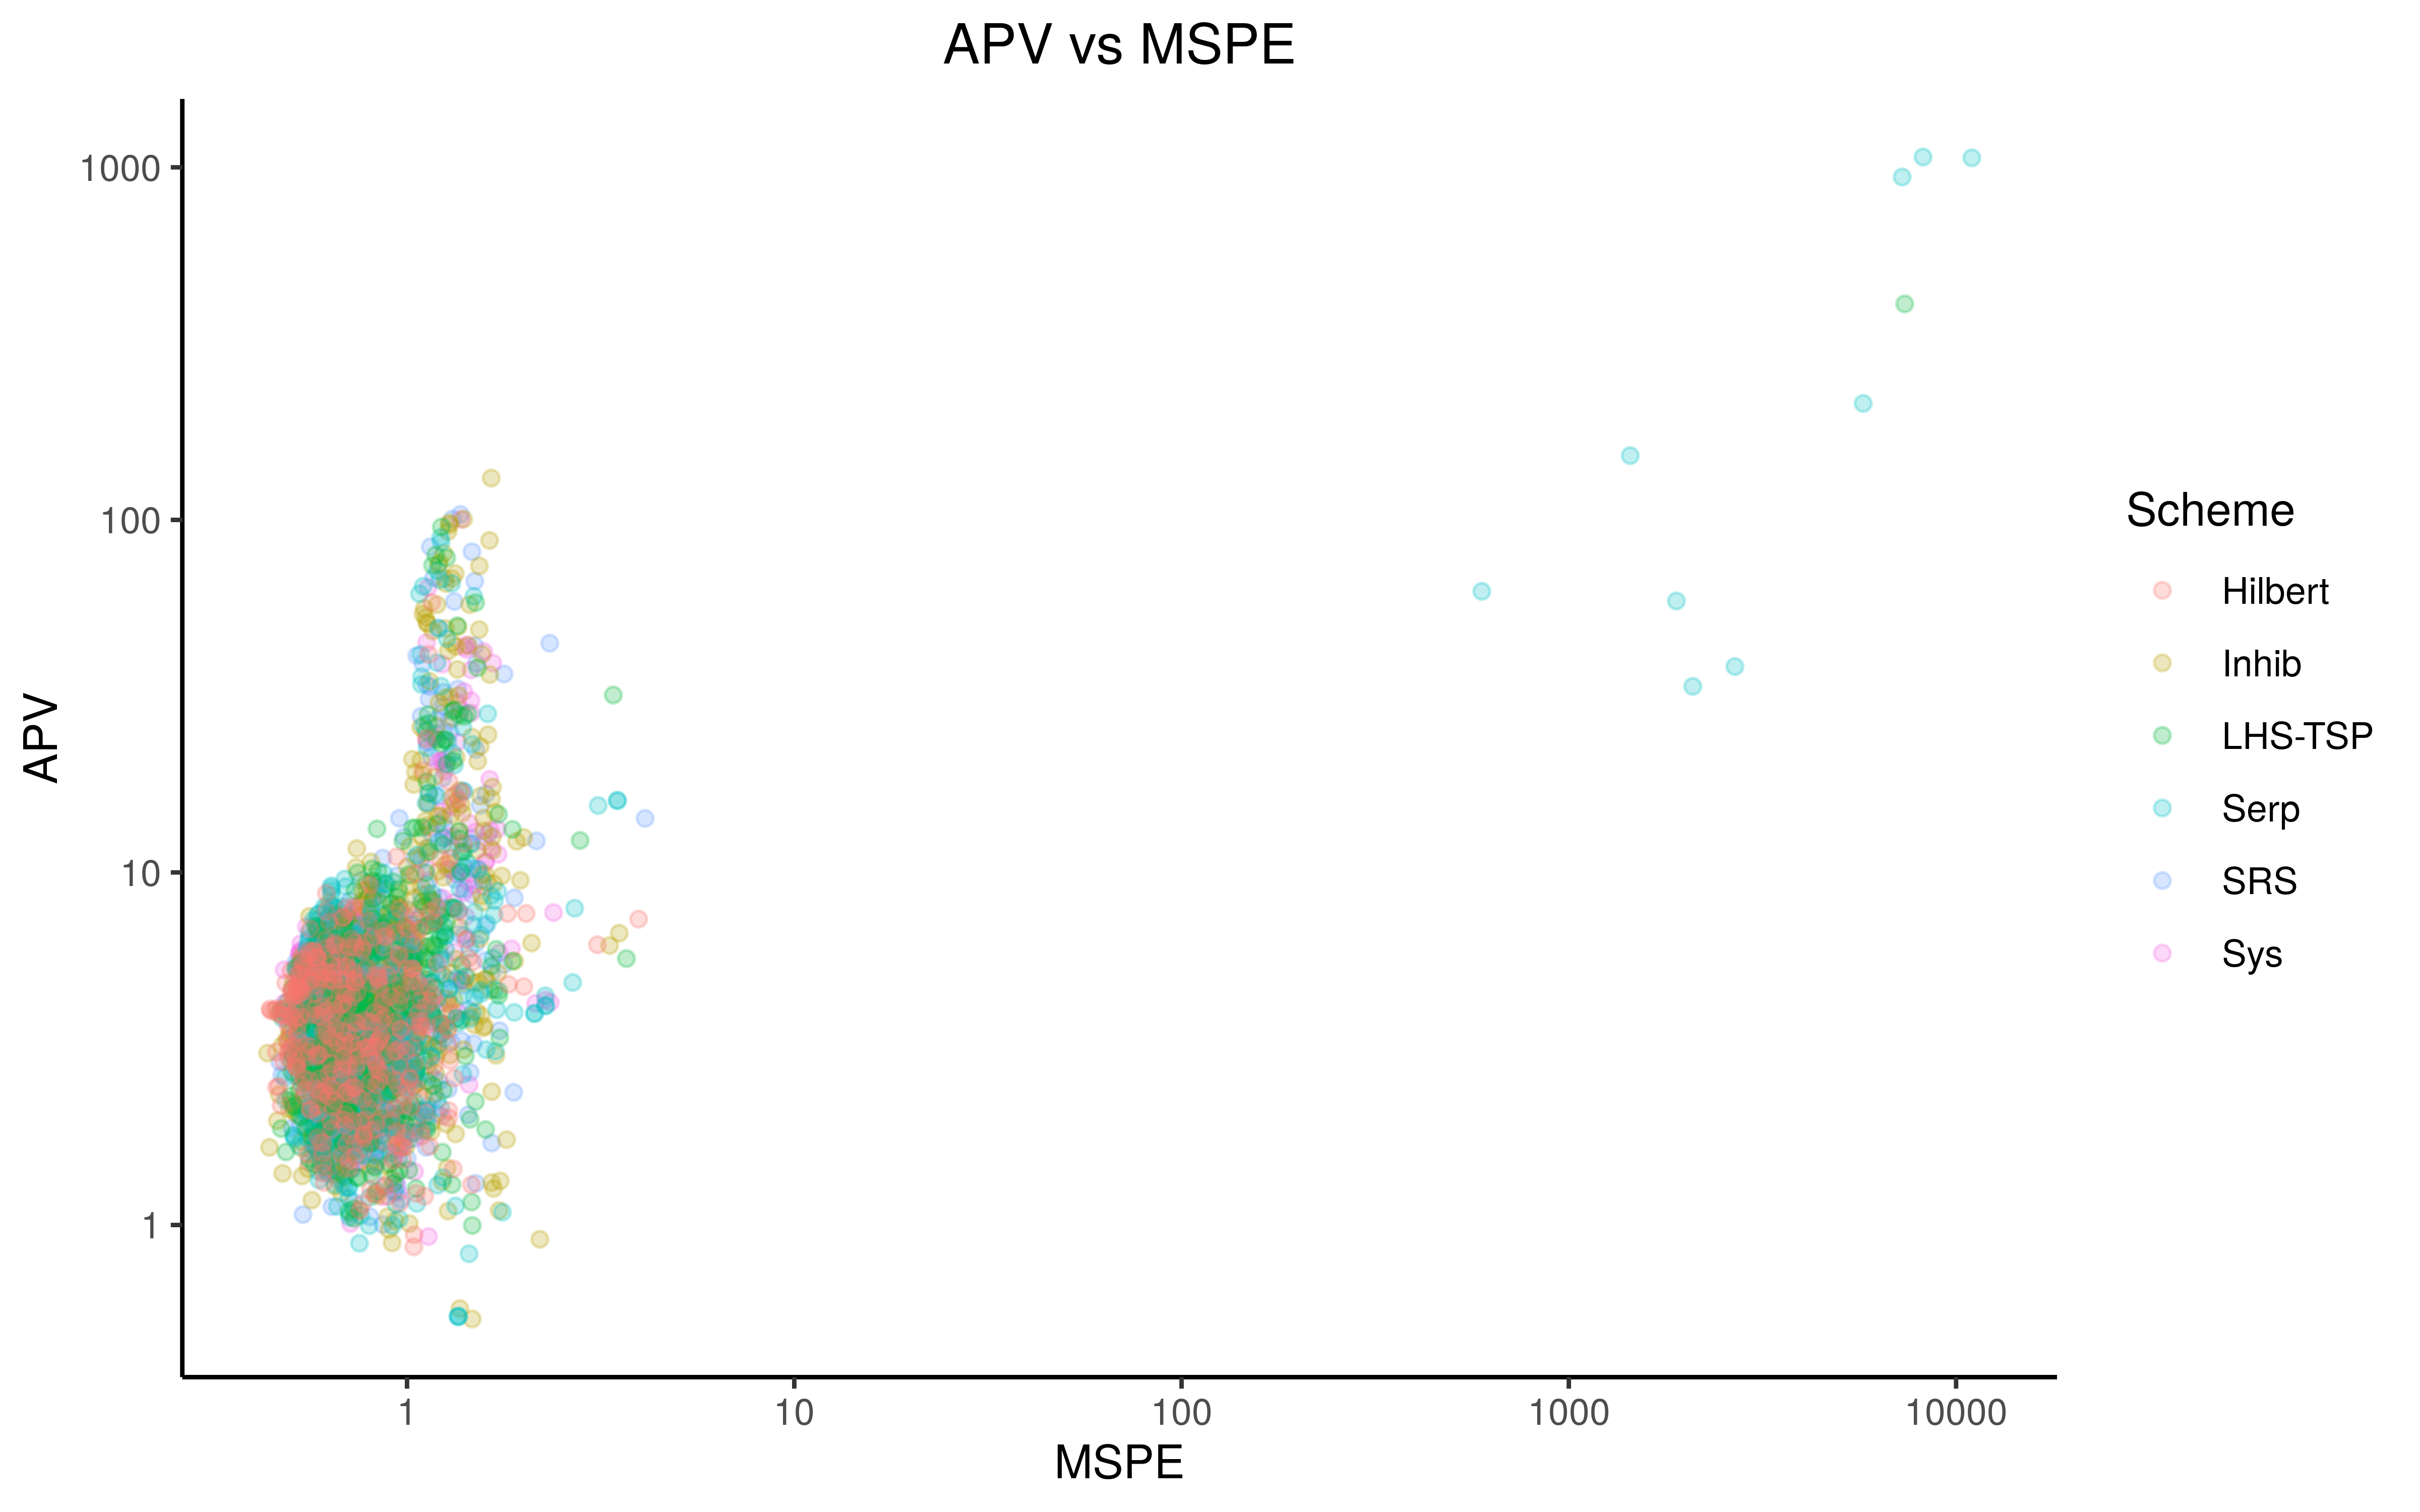 APV vs MSPE
1000
100
10
1
APV
1
10
100
1000
10000
MSPE
Scheme
Hilbert
Inhib
LHS-TSP
Serp
SRS
Sys